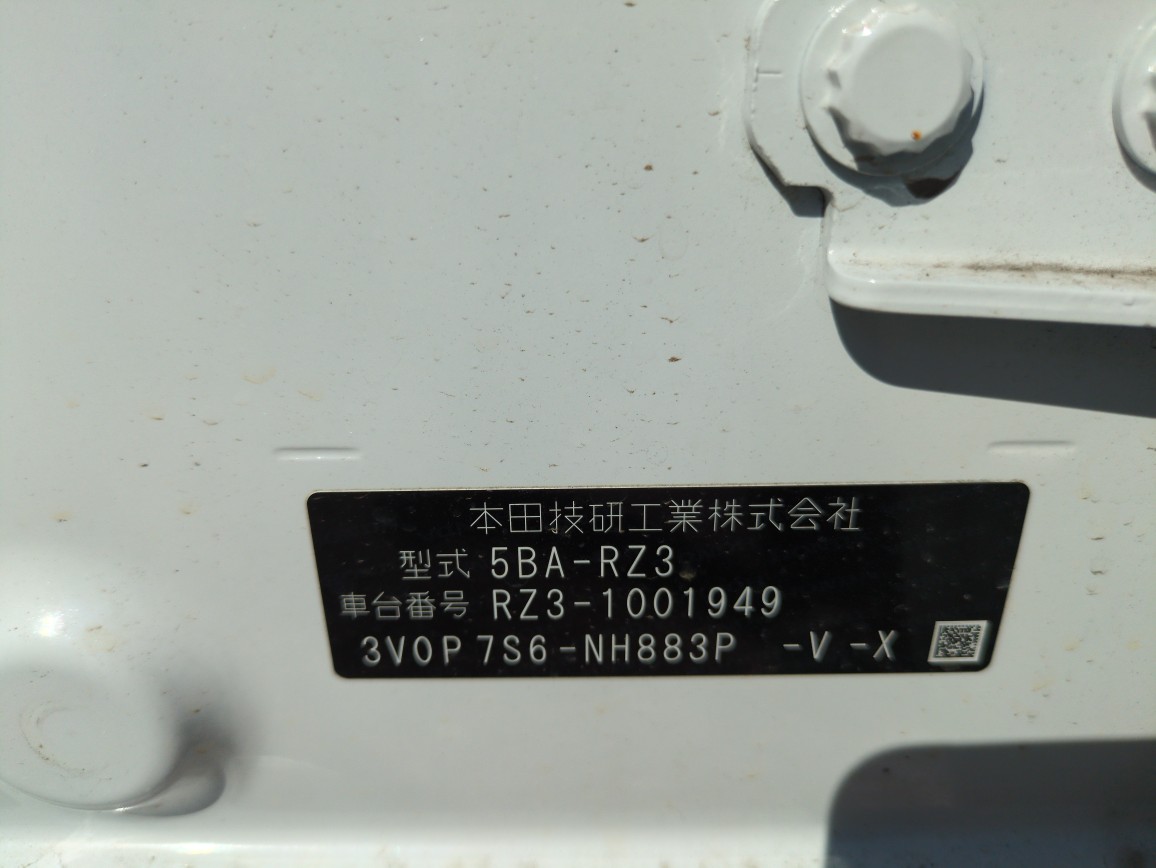 本田技研工業株式会社
型式 5BA-RZ3
車台番号 RZ3-1001949
3V0P 7S6-NH883P -V -X